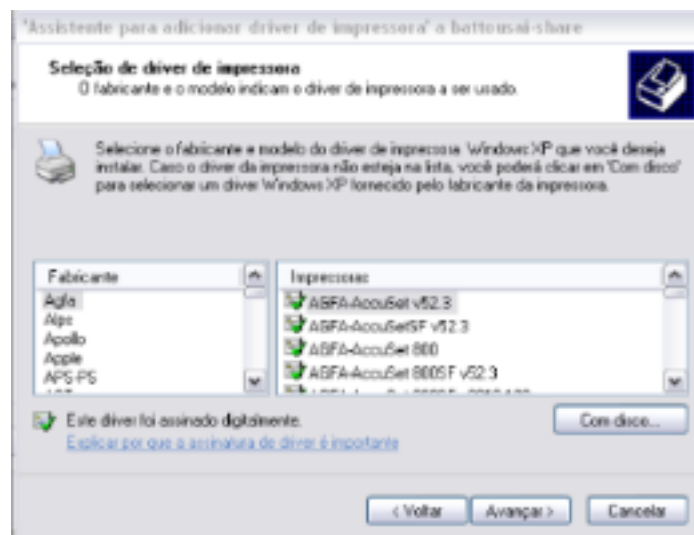 'Assistente para adicionar driver de impressora' a battousai-share
Seleção de driver de impressora
O fabricante e o modelo indicam o driver de impressora a ser usado.
Selecione o fabricante e modelo do driver de impressora Windows XP que você deseja
instalar. Caso o driver da impressora não esteja na lista, você poderá clicar em 'Com disco'
para selecionar um driver Windows XP fornecido pelo fabricante da impressora.
Fabricante
Agfa
Alps
Apollo
Apple
APS-PS
Impressoras
AGFA-AccuSet v52.3
AGFA-AccuSetSF v52.3
AGFA-AccuSet 800
AGFA-AccuSet 800SF v52.3
Este driver foi assinado digitalmente.
Explicar por que a assinatura do driver é importante
Com disco...
< Voltar
Avançar >
Cancelar